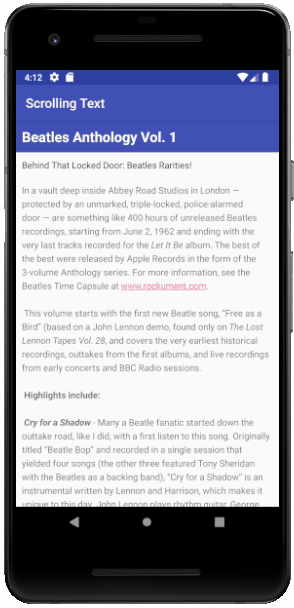 4:12
Scrolling Text
Beatles Anthology Vol. 1
Behind That Locked Door: Beatles Rarities!
In a vault deep inside Abbey Road Studios in London —
protected by an unmarked, triple-locked, police-alarmed
door — are something like 400 hours of unreleased Beatles
recordings, starting from June 2, 1962 and ending with the
very last tracks recorded for the Let It Be album. The best of
the best were released by Apple Records in the form of the
3-volume Anthology series. For more information, see the
Beatles Time Capsule at www.rockument.com.
This volume starts with the first new Beatle song, “Free as a
Bird” (based on a John Lennon demo, found only on The Lost
Lennon Tapes Vol. 28, and covers the very earliest historical
recordings, outtakes from the first albums, and live recordings
from early concerts and BBC Radio sessions.
Highlights include:
Cry for a Shadow - Many a Beatle fanatic started down the
outtake road, like I did, with a first listen to this song. Originally
titled “Beatle Bop” and recorded in a single session that
yielded four songs (the other three featured Tony Sheridan
with the Beatles as a backing band), “Cry for a Shadow” is an
instrumental written by Lennon and Harrison, which makes it
unique to this day. John Lennon plays rhythm guitar, George